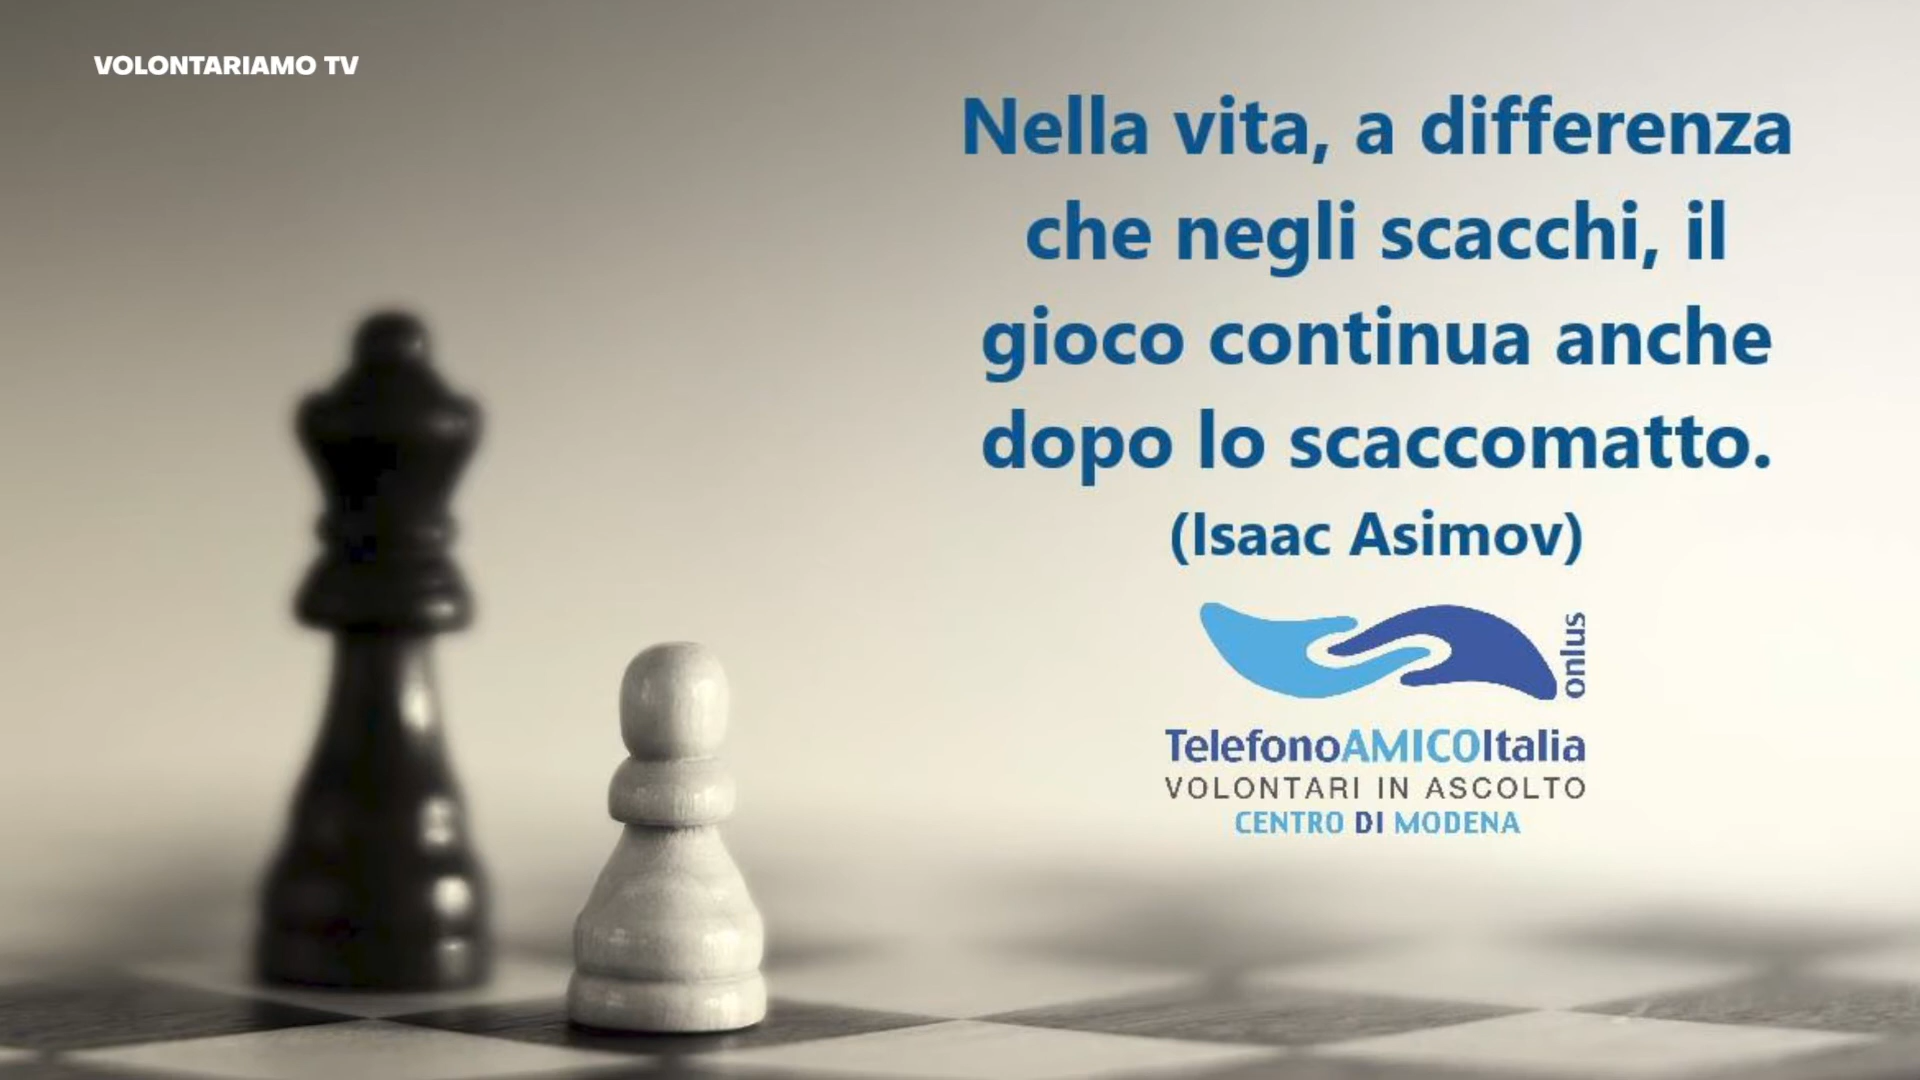 VOLONTARIAMO TV
Nella vita, a differenza
che negli scacchi, il
gioco continua anche
dopo lo scaccomatto.
(Isaac Asimov)
onlus
TelefonoAMICOItalia
VOLONTARI IN ASCOLTO
CENTRO DI MODENA